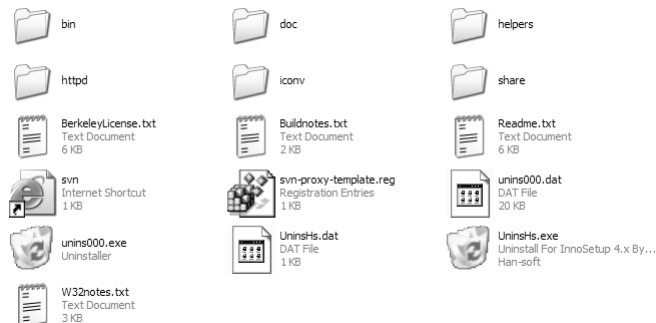 bin
doc
helpers
httpd
iconv
share
BerkeleyLicense.txt
Text Document
6 KB
Buildnotes.txt
Text Document
2 KB
Readme.txt
Text Document
6 KB
svn
Internet Shortcut
1 KB
svn-proxy-template.reg
Registration Entries
1 KB
unins000.dat
DAT File
20 KB
unins000.exe
Uninstaller
UninsHs.dat
DAT File
1 KB
UninsHs.exe
Uninstall For InnoSetup 4.x By...
Han-soft
W32notes.txt
Text Document
3 KB